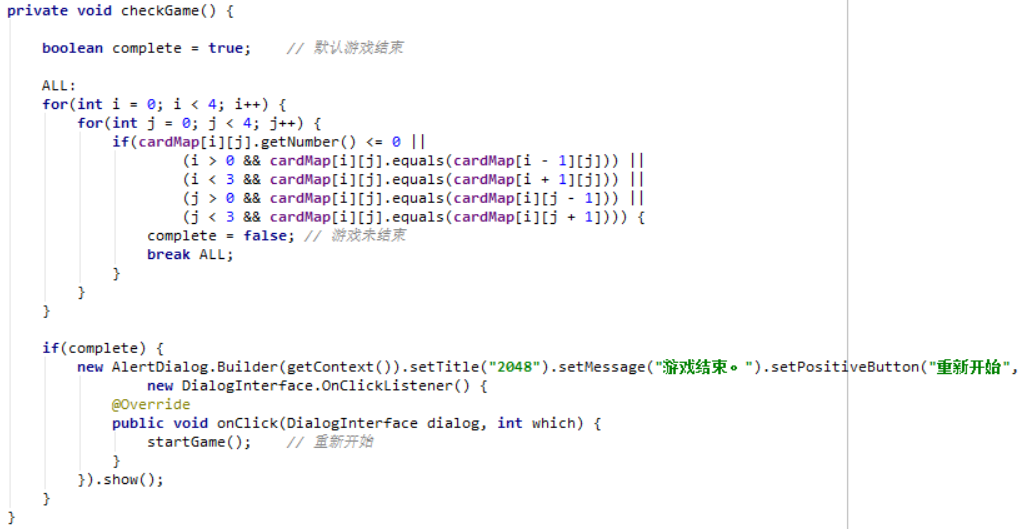 private void checkGame() {
boolean complete = true;    // 默认游戏结束
ALL:
for(int i = 0; i < 4; i++) {
for(int j = 0; j < 4; j++) {
if(cardMap[i][j].getNumber() <= 0 ||
(i > 0 && cardMap[i][j].equals(cardMap[i - 1][j])) ||
(i < 3 && cardMap[i][j].equals(cardMap[i + 1][j])) ||
(j > 0 && cardMap[i][j].equals(cardMap[i][j - 1])) ||
(j < 3 && cardMap[i][j].equals(cardMap[i][j + 1]))) {
complete = false; // 游戏未结束
break ALL;
}
}
}
if(complete) {
new AlertDialog.Builder(getContext()).setTitle("2048").setMessage("游戏结束。").setPositiveButton("重新开始",
new DialogInterface.OnClickListener() {
@Override
public void onClick(DialogInterface dialog, int which) {
startGame();    // 重新开始
}
}).show();
}
}